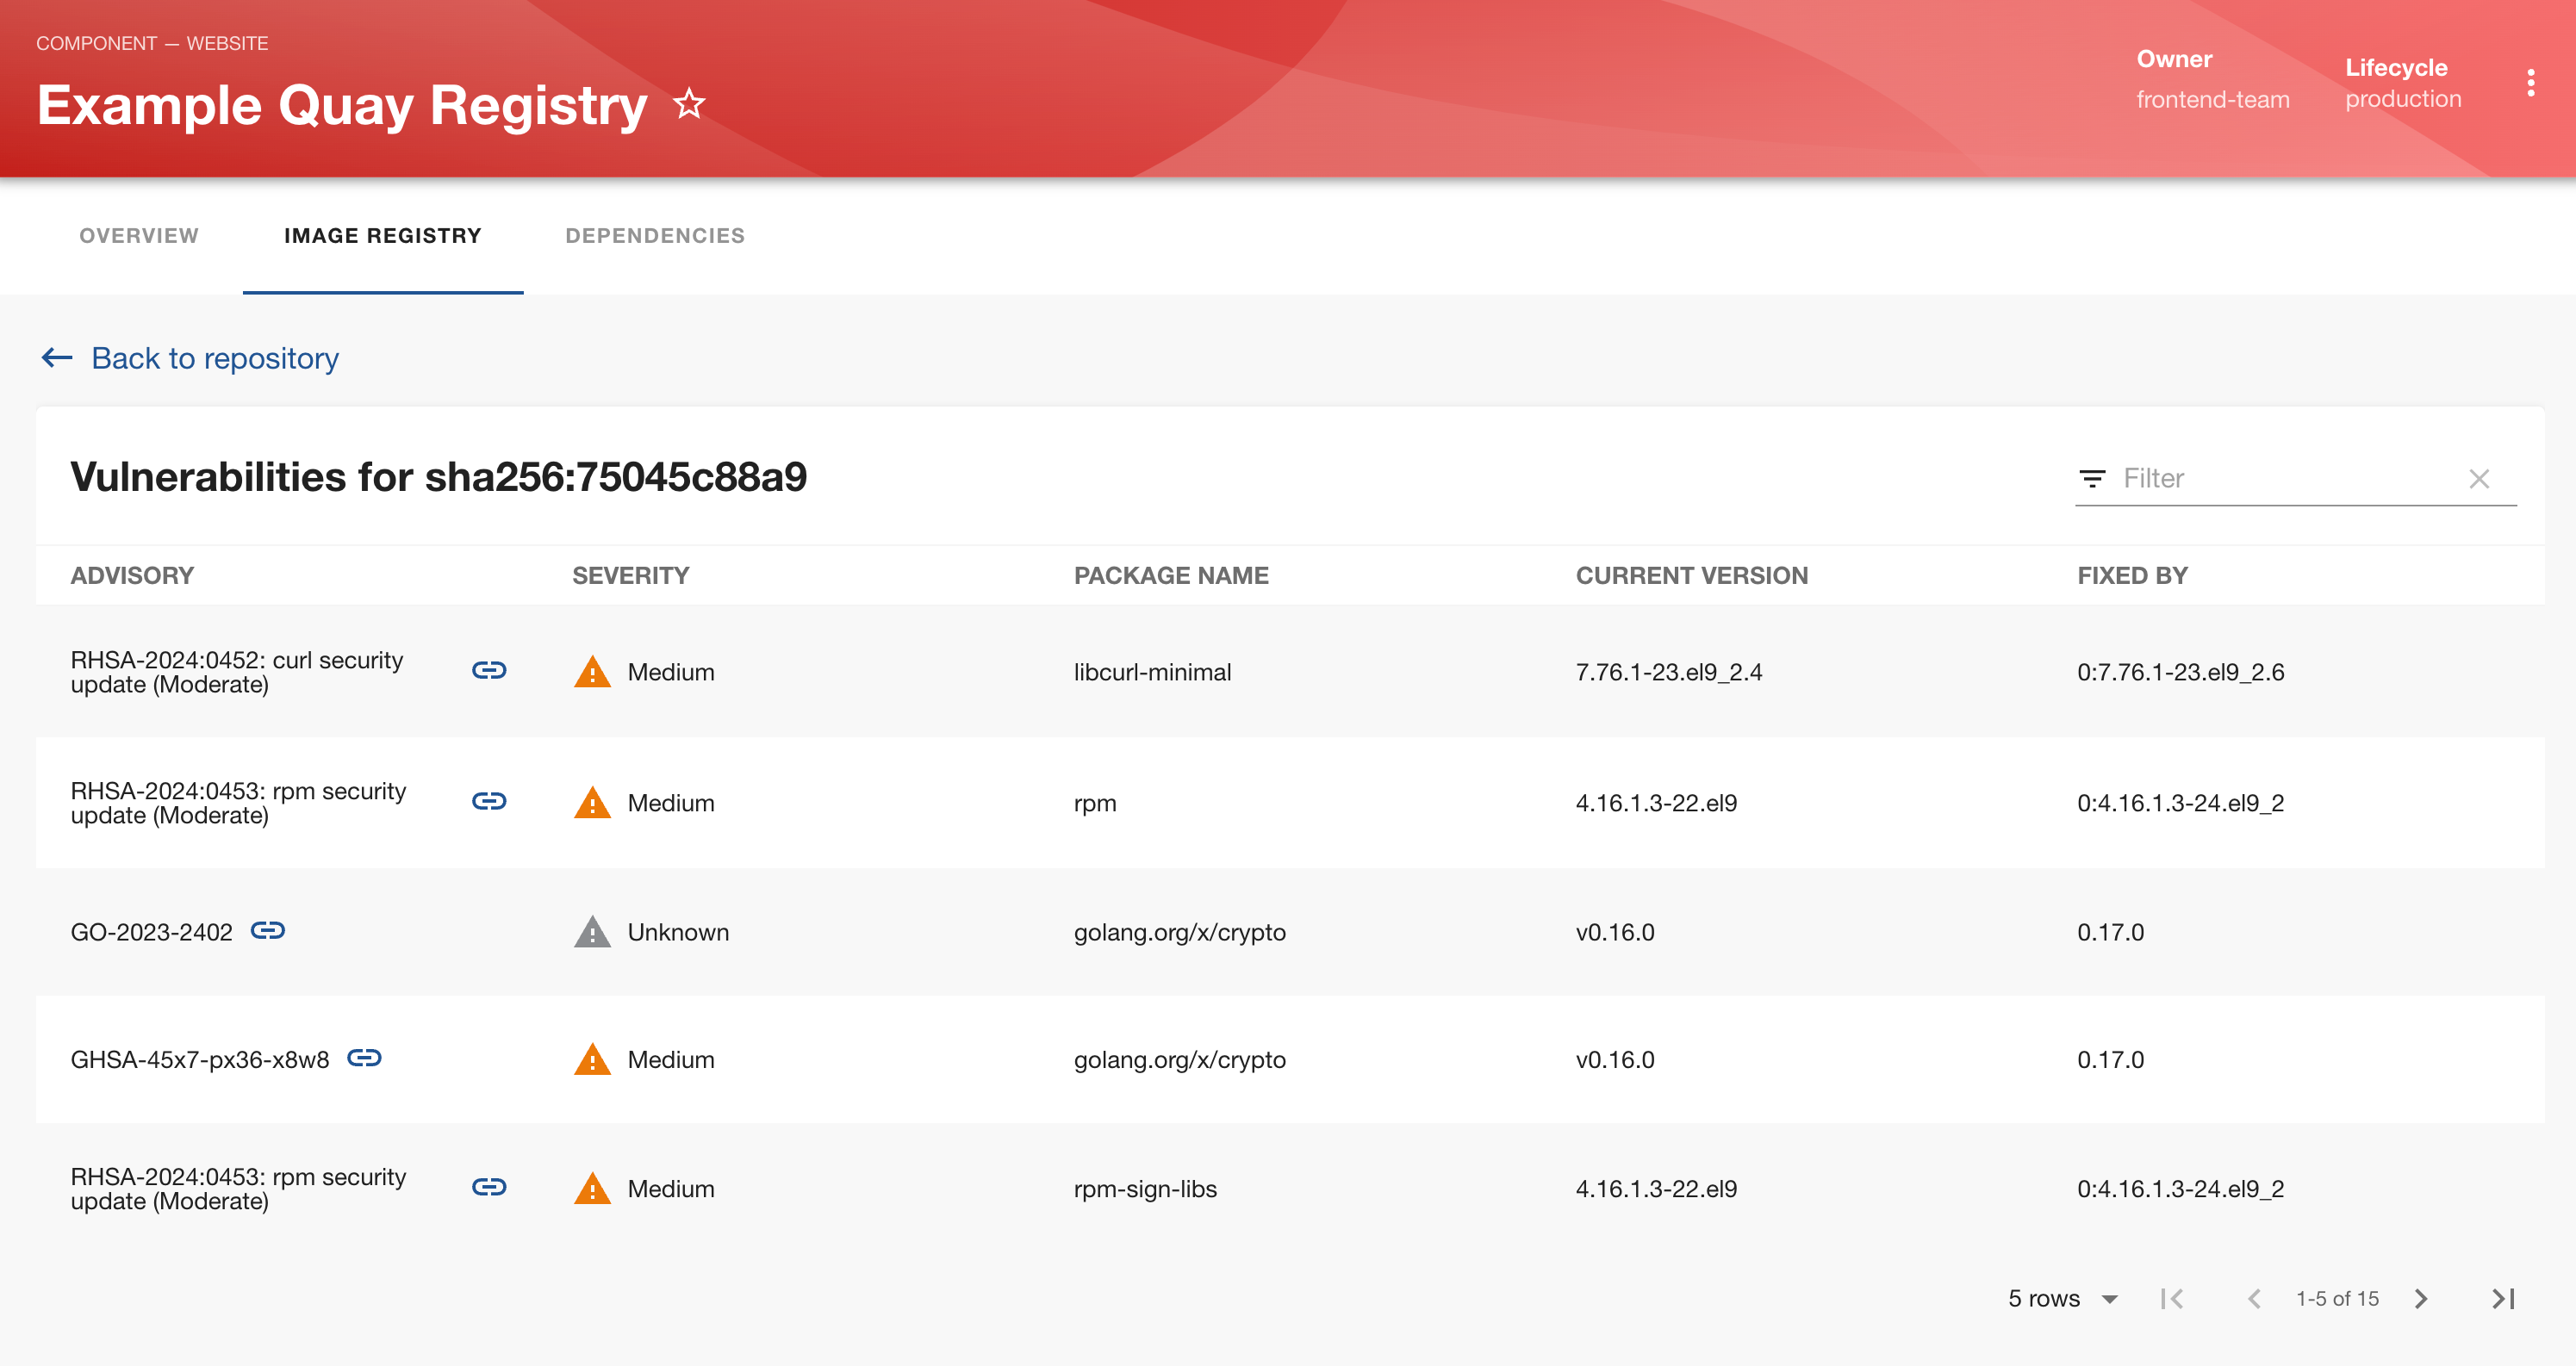 COMPONENT — WEBSITE
Example Quay Registry
Owner
frontend-team
Lifecycle
production
OVERVIEW IMAGE REGISTRY DEPENDENCIES
Back to repository
Vulnerabilities for sha256:75045c88a9
Filter
ADVISORY SEVERITY PACKAGE NAME CURRENT VERSION FIXED BY
RHSA-2024:0452: curl security
update (Moderate)
Medium libcurl-minimal 7.76.1-23.el9_2.4 0:7.76.1-23.el9_2.6
RHSA-2024:0453: rpm security
update (Moderate)
Medium rpm 4.16.1.3-22.el9 0:4.16.1.3-24.el9_2
GO-2023-2402 Unknown golang.org/x/crypto v0.16.0 0.17.0
GHSA-45x7-px36-x8w8 Medium golang.org/x/crypto v0.16.0 0.17.0
RHSA-2024:0453: rpm security
update (Moderate)
Medium rpm-sign-libs 4.16.1.3-22.el9 0:4.16.1.3-24.el9_2
5 rows 1-5 of 15